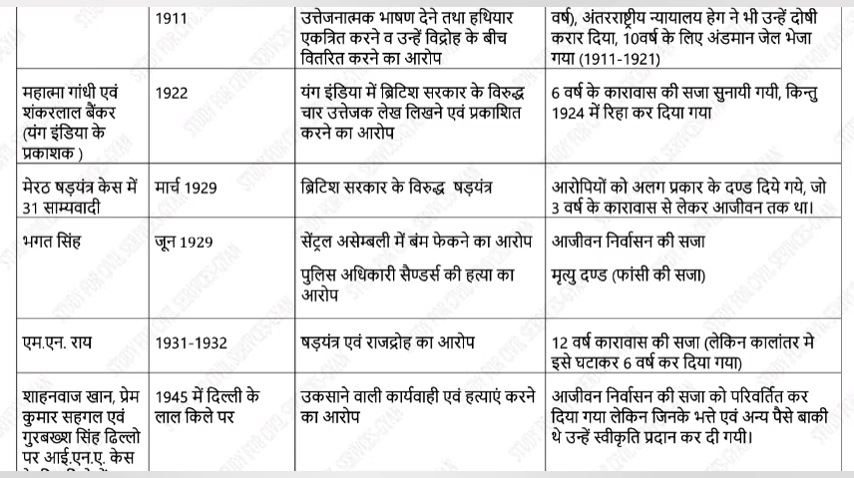 1911
उत्तेजनात्मक भाषण देने तथा हथियार
एकत्रित करने व उन्हें विद्रोह के बीच
वितरित करने का आरोप
वर्ष), अंतरराष्ट्रीय न्यायालय हेग ने भी उन्हें दोषी
करार दिया, 10वर्ष के लिए अंडमान जेल भेजा
गया (1911-1921)
महात्मा गांधी एवं
शंकरलाल बैंकर
(यंग इंडिया के
प्रकाशक )
1922
यंग इंडिया में ब्रिटिश सरकार के विरुद्ध
चार उत्तेजक लेख लिखने एवं प्रकाशित
करने का आरोप
6 वर्ष के कारावास की सजा सुनायी गयी, किन्तु
1924 में रिहा कर दिया गया
मेरठ षड़यंत्र केस में
31 साम्यवादी
मार्च 1929
ब्रिटिश सरकार के विरुद्ध षड़यंत्र
आरोपियों को अलग प्रकार के दण्ड दिये गए, जो
3 वर्ष के कारावास से लेकर आजीवन तक था।
भगत सिंह
जून 1929
सेंट्रल असेम्बली में बंम फेकने का आरोप
पुलिस अधिकारी सैण्डर्स की हत्या का
आरोप
आजीवन निर्वासन की सजा
मृत्यु दण्ड (फांसी की सजा)
एम.एन. राय
1931-1932
षड़यंत्र एवं राजद्रोह का आरोप
12 वर्ष कारावास की सजा (लेकिन कालांतर मे
इसे घटाकर 6 वर्ष कर दिया गया)
शाहनवाज खान, प्रेम
कुमार सहगल एवं
गुरबख्श सिंह ढिल्लो
पर आई.एन.ए. केस
1945 में दिल्ली के
लाल किले पर
उकसाने वाली कार्यवाही एवं हत्याएं करने
का आरोप
आजीवन निर्वासन की सजा को परिवर्तित कर
दिया गया लेकिन जिनके भत्ते एवं अन्य पैसे बाकी
थे उन्हें स्वीकृति प्रदान कर दी गयी।
STUDY FOR CIVIL SERVICES-GYAN